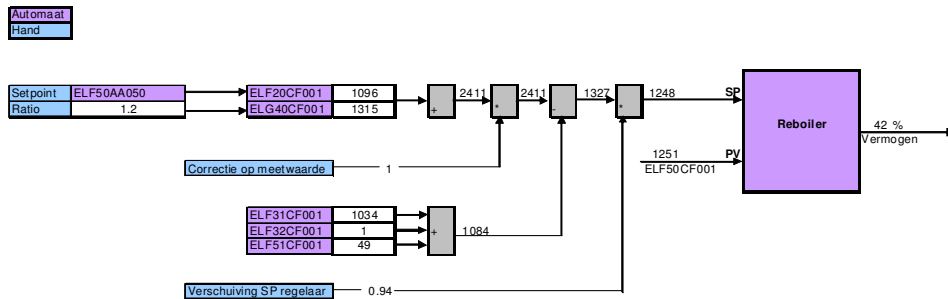 Automaat
Hand
Setpoint ELF50AA050 ELF20CF001 1096 2411 2411 1327 1248 SP
Ratio 1.2 ELG40CF001 1315 + * - *
Reboiler 42 %
Vermogen
1251 PV
ELF50CF001
Correctie op meetwaarde 1
ELF31CF001 1034
ELF32CF001 1 + 1084
ELF51CF001 49
Verschuiving SP regelaar 0.94